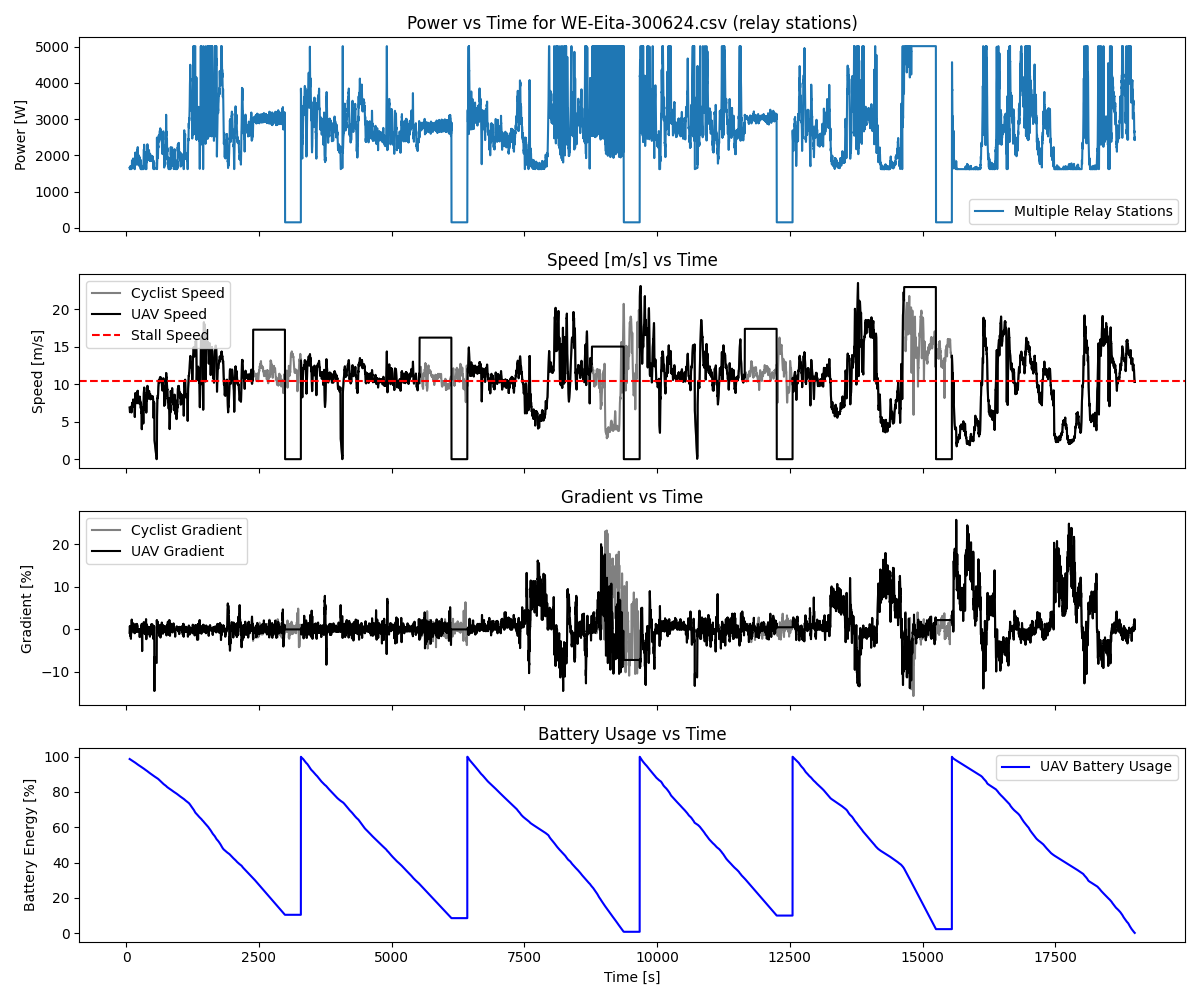 Power vs Time for WE-Eita-300624.csv (relay stations)
5000
4000
3000
2000
1000
0
Power [W]
Multiple Relay Stations
Speed [m/s] vs Time
20
15
10
5
0
Speed [m/s]
Cyclist Speed
UAV Speed
Stall Speed
Gradient vs Time
20
10
0
−10
Gradient [%]
Cyclist Gradient
UAV Gradient
Battery Usage vs Time
100
80
60
40
20
0
Battery Energy [%]
UAV Battery Usage
0 2500 5000 7500 10000 12500 15000 17500
Time [s]